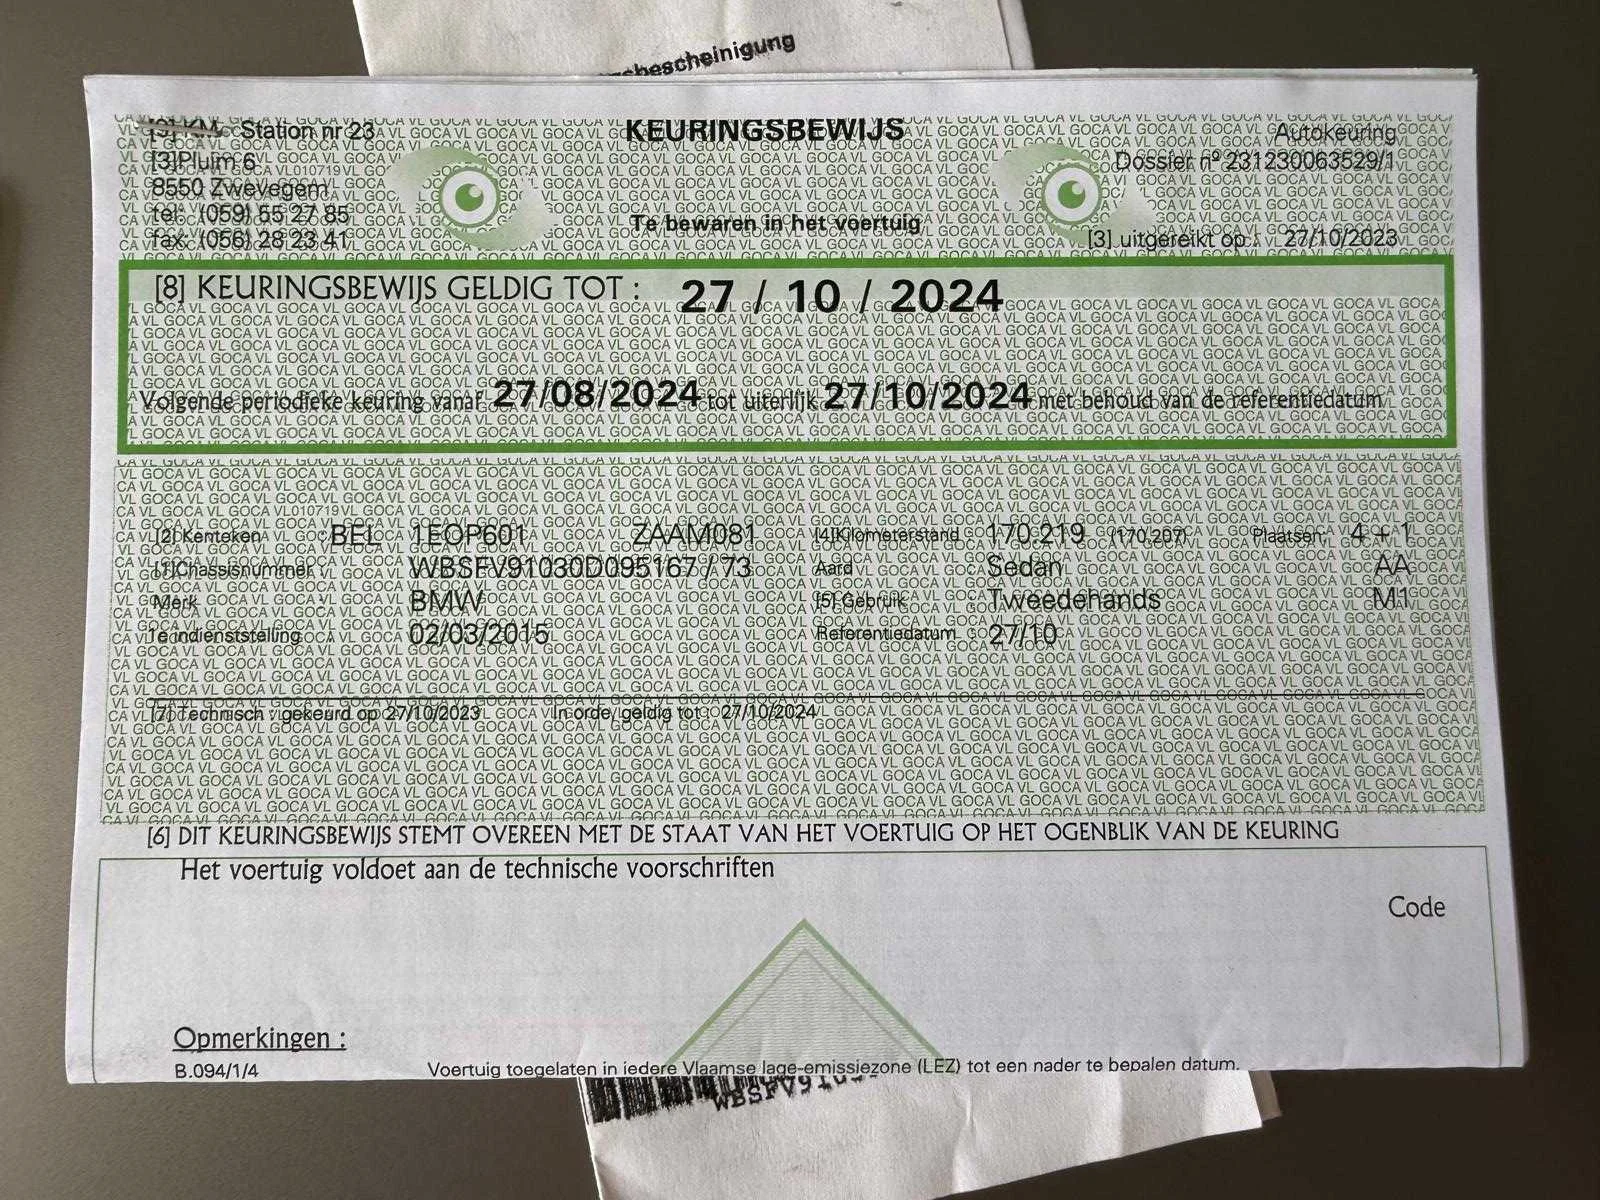 sbescheinigung
[3] KM. Station nr 23
KEURINGSBEWIJS
Autokeuring
[3]Pluim 6
Dossier nº 231230063529/1
8550 Zwevegem
tel: (059) 55 27 85
Te bewaren in het voertuig
fax: (056) 28 23 41
[3] uitgereikt op : 27/10/2023
[8] KEURINGSBEWIJS GELDIG TOT : 27 / 10 / 2024
Volgende periodieke keuring vanaf 27/08/2024 tot uiterlijk 27/10/2024 met behoud van de referentiedatum
[2] Kenteken : BEL 1EOP601 ZAAM081 [4]Kilometerstand : 170.219 (170.207) Plaatsen: 4 + 1
[1]Chassisnummer WBSFV91030D095167 / 73 Aard Sedan AA
Merk BMW [5] Gebruik : Tweedehands M1
1e indienststelling : 02/03/2015 Referentiedatum : 27/10
[7] Technisch : gekeurd op 27/10/2023 In orde, geldig tot : 27/10/2024
[6] DIT KEURINGSBEWIJS STEMT OVEREEN MET DE STAAT VAN HET VOERTUIG OP HET OGENBLIK VAN DE KEURING
Het voertuig voldoet aan de technische voorschriften
Code
Opmerkingen :
B.094/1/4 Voertuig toegelaten in iedere Vlaamse lage-emissiezone (LEZ) tot een nader te bepalen datum.
WBSFV910